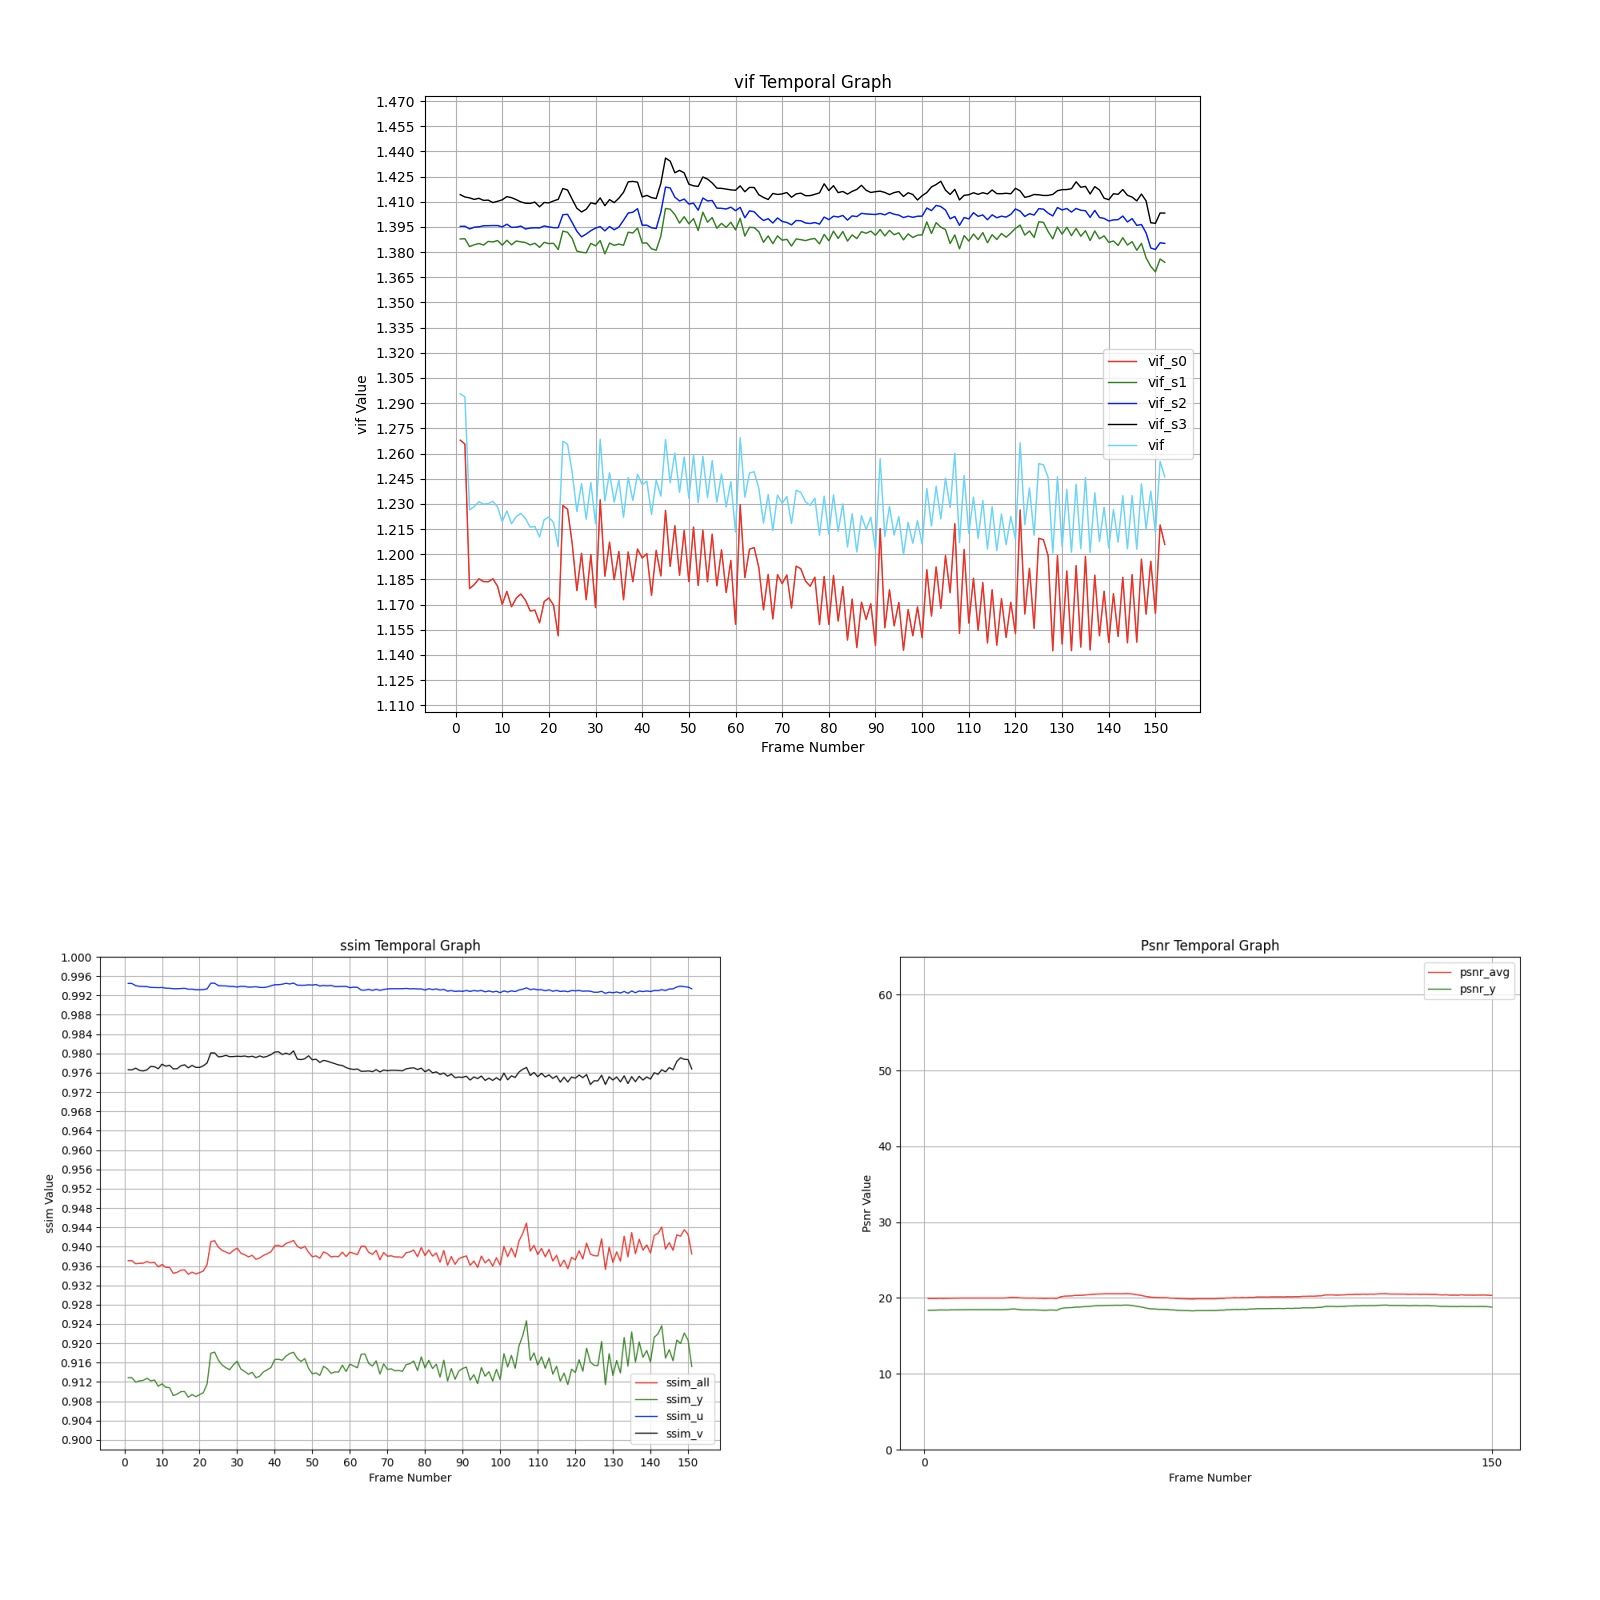 vif Temporal Graph
1.470
1.455
1.440
1.425
1.410
1.395
1.380
1.365
1.350
1.335
1.320
1.305
1.290
1.275
1.260
1.245
1.230
1.215
1.200
1.185
1.170
1.155
1.140
1.125
1.110
vif Value
vif_s0
vif_s1
vif_s2
vif_s3
vif
0 10 20 30 40 50 60 70 80 90 100 110 120 130 140 150
Frame Number
ssim Temporal Graph
1.000
0.996
0.992
0.988
0.984
0.980
0.976
0.972
0.968
0.964
0.960
0.956
0.952
0.948
0.944
0.940
0.936
0.932
0.928
0.924
0.920
0.916
0.912
0.908
0.904
0.900
ssim Value
ssim_all
ssim_y
ssim_u
ssim_v
0 10 20 30 40 50 60 70 80 90 100 110 120 130 140 150
Frame Number
Psnr Temporal Graph
psnr_avg
psnr_y
60
50
40
30
20
10
0
Psnr Value
0 150
Frame Number